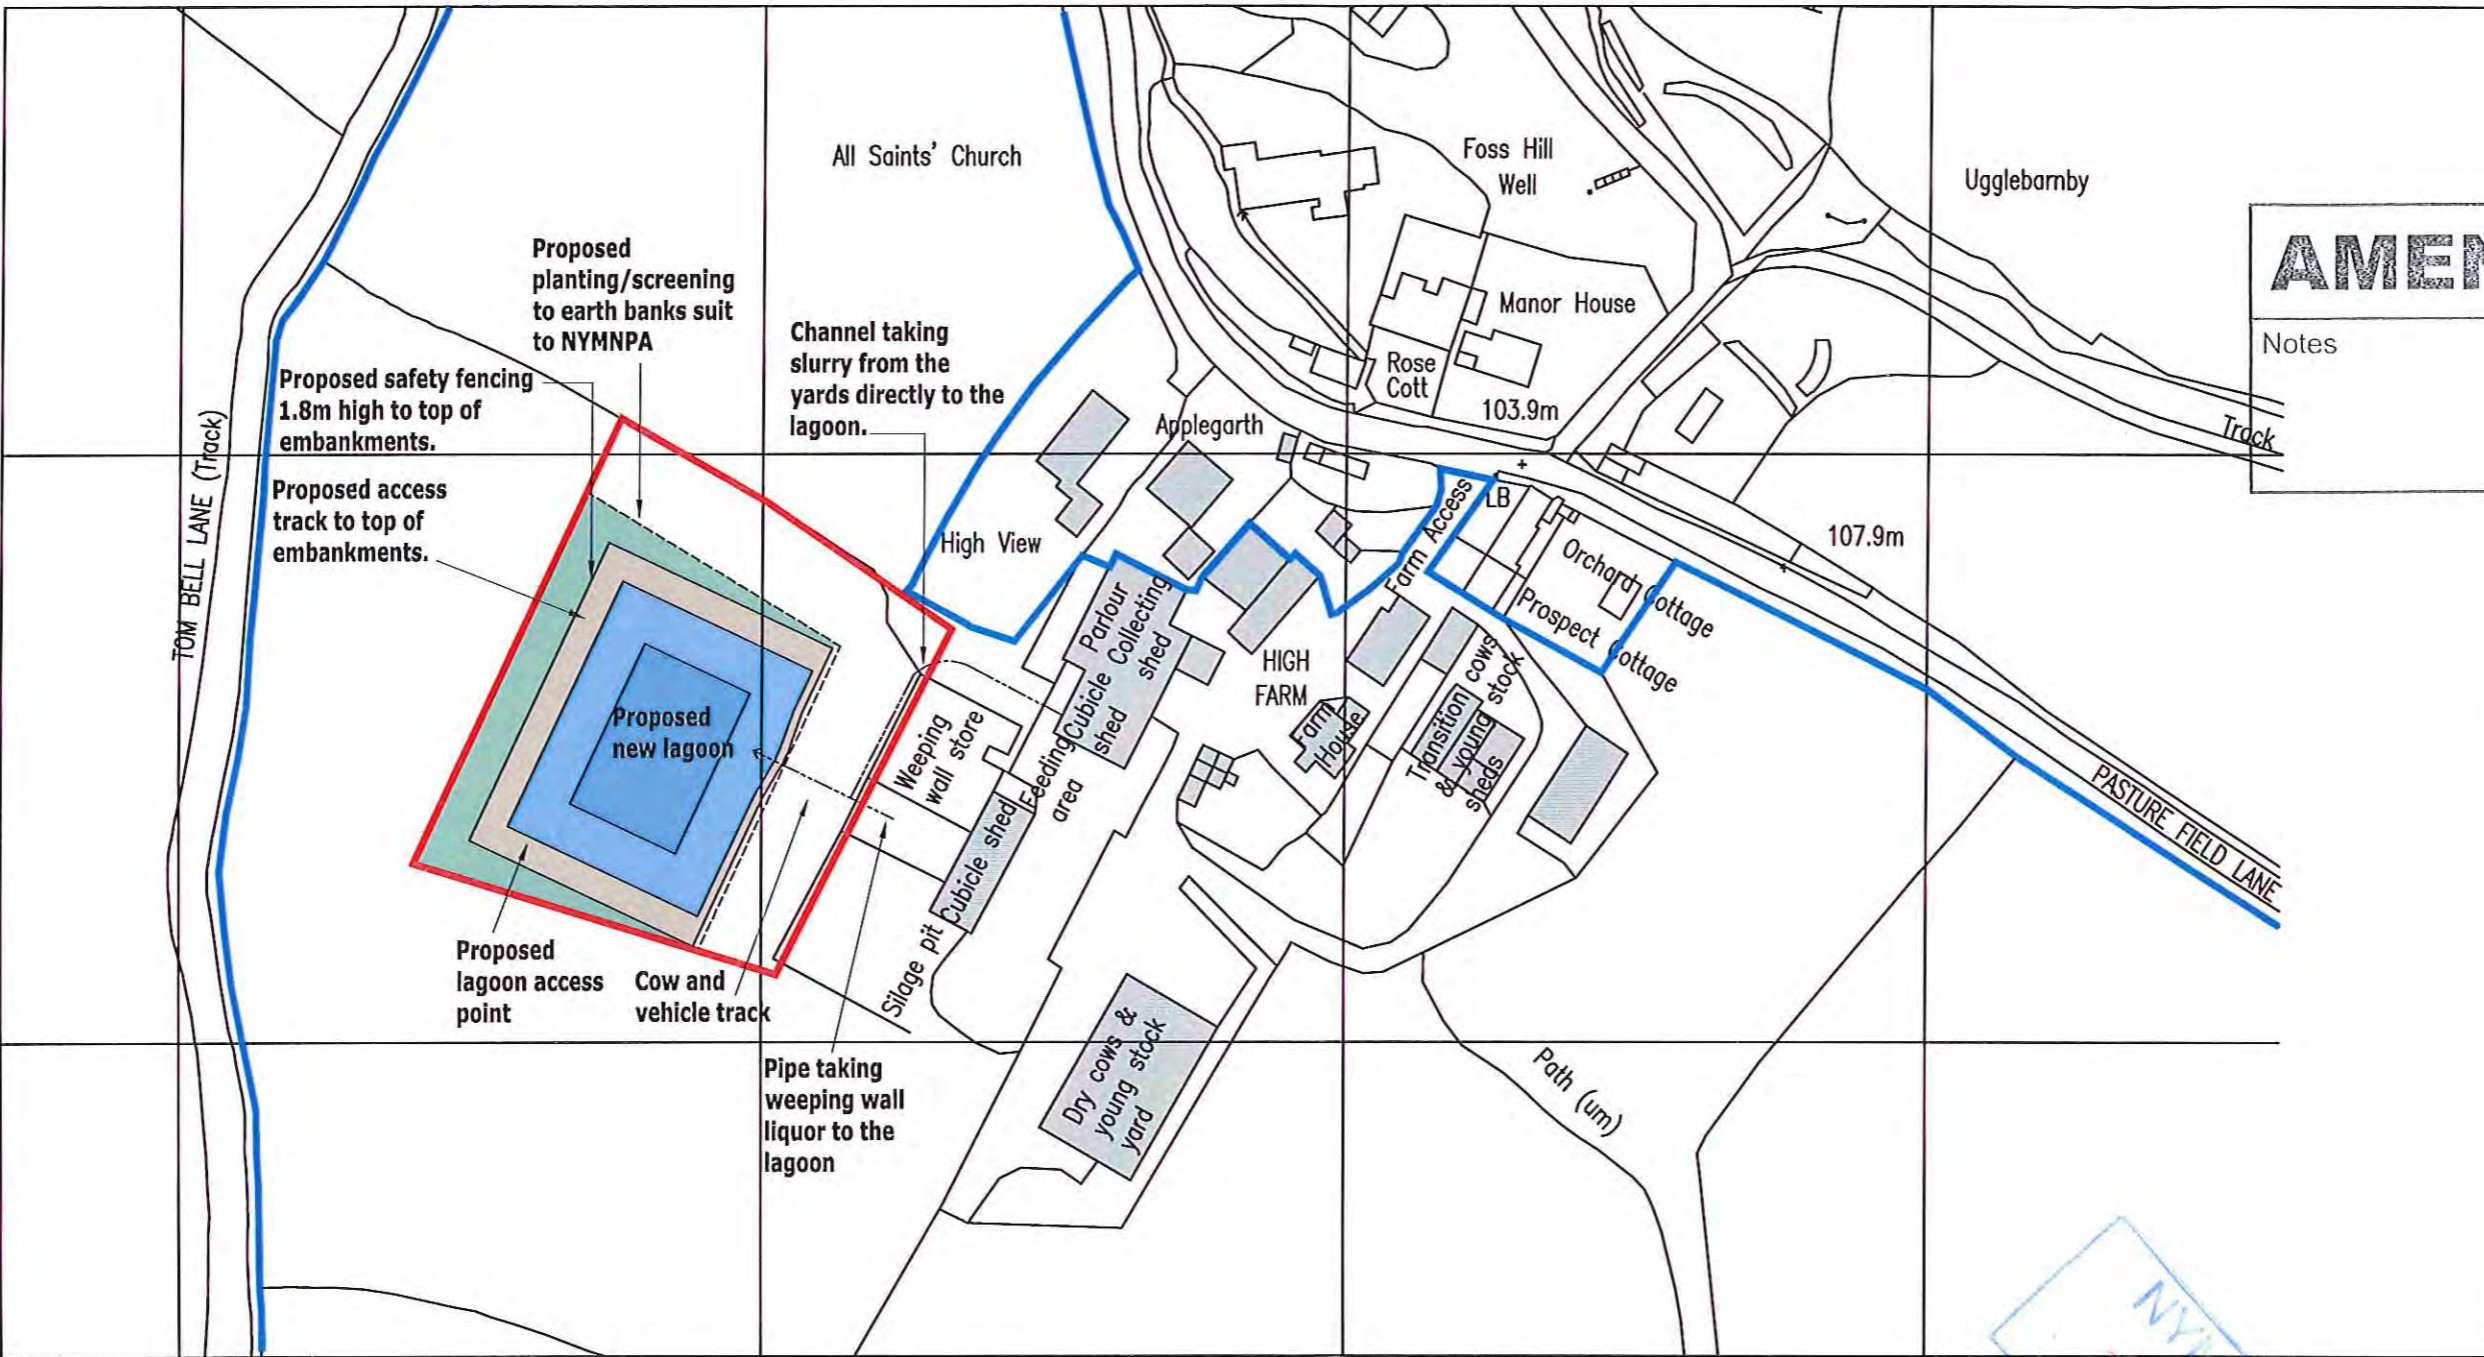 All Saints' Church
Foss Hill
Well
Ugglebarnby
Notes
Proposed
planting/screening
to earth banks suit
to NYMNPA
Manor House
Channel taking
slurry from the
yards directly to the
lagoon.
Rose
Cott
Proposed safety fencing
1.8m high to top of
embankments.
103.9m
Applegarth
Track
TOM BELL LANE (Track)
Proposed access
track to top of
embankments.
LB
Farm Access
High View
107.9m
Orchard Cottage
Prospect Cottage
Parlour
Cubicle Collecting
shed shed
HIGH
FARM
Farm
House
Transition cows
& young stock
sheds
Proposed
new lagoon
Weeping
wall store
Feeding
area
Cubicle shed
PASTURE FIELD LANE
Silage pit
Proposed
lagoon access
point
Cow and
vehicle track
Pipe taking
weeping wall
liquor to the
lagoon
Dry cows &
young stock
yard
Path (um)